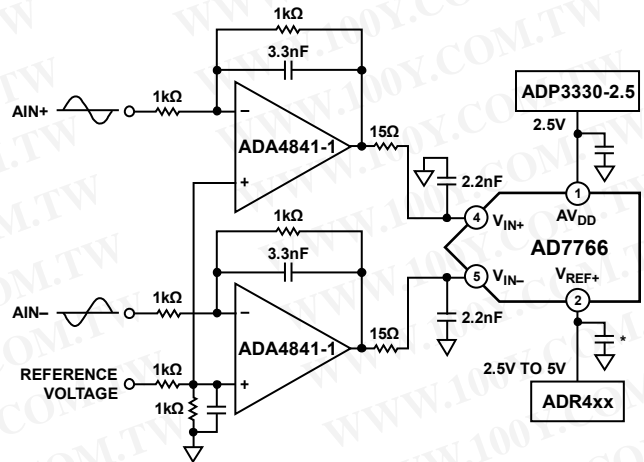 1kΩ
3.3nF
AIN+
1kΩ
−
ADA4841-1
+
15Ω
ADP3330-2.5
2.5V
2.2nF
1
AVDD
4
VIN+
AD7766
5
VIN−
VREF+
2
1kΩ
3.3nF
AIN−
1kΩ
−
ADA4841-1
+
15Ω
2.2nF
*
REFERENCE
VOLTAGE
1kΩ
1kΩ
2.5V TO 5V
ADR4xx
WWW.100Y.COM.TW